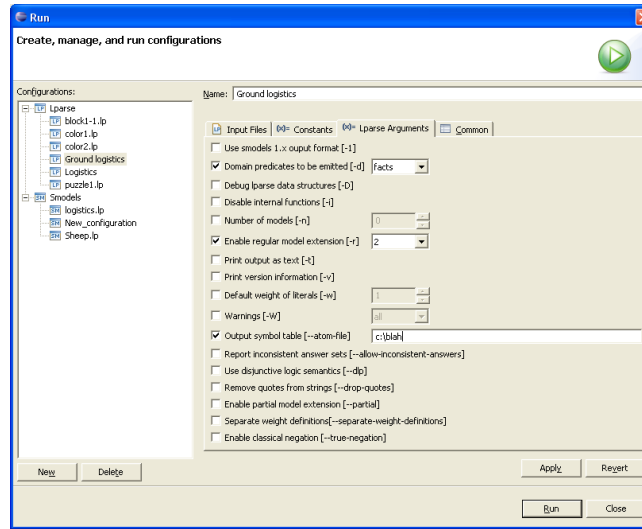 Run
Create, manage, and run configurations
Configurations:
Lparse
block1-1.lp
color1.lp
color2.lp
Ground logistics
Logistics
puzzle1.lp
Smodels
logistics.lp
New_configuration
Sheep.lp
New
Delete
Name: Ground logistics
Input Files (x)= Constants (x)= Lparse Arguments Common
Use smodels 1.x ouput format [-1]
Domain predicates to be emitted [-d] facts
Debug lparse data structures [-D]
Disable internal functions [-i]
Number of models [-n] 0
Enable regular model extension [-r] 2
Print output as text [-t]
Print version information [-v]
Default weight of literals [-w] 1
Warnings [-W] all
Output symbol table [--atom-file] c:\blah
Report inconsistent answer sets [--allow-inconsistent-answers]
Use disjunctive logic semantics [--dlp]
Remove quotes from strings [--drop-quotes]
Enable partial model extension [--partial]
Separate weight definitions[--separate-weight-definitions]
Enable classical negation [--true-negation]
Apply Revert
Run Close